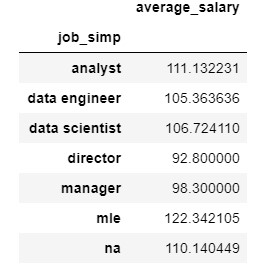 average_salary
job_simp
analyst 111.132231
data engineer 105.363636
data scientist 106.724110
director 92.800000
manager 98.300000
mle 122.342105
na 110.140449